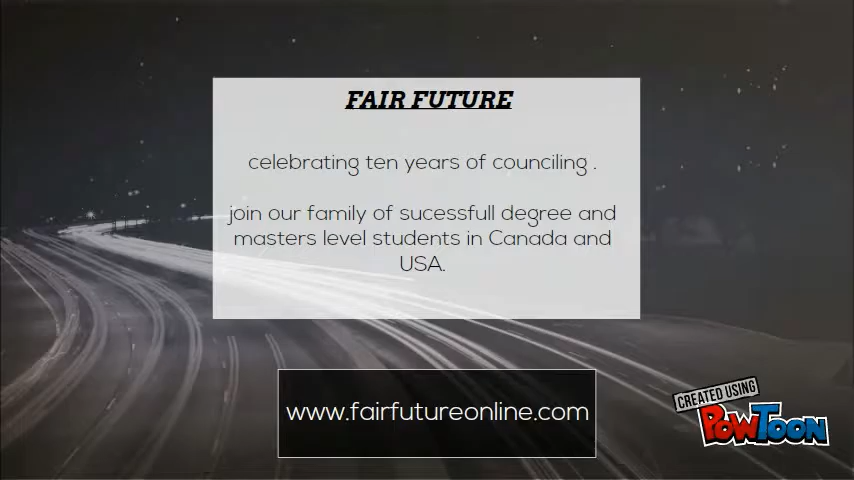 FAIR FUTURE
celebrating ten years of counciling .
join our family of sucessfull degree and
masters level students in Canada and
USA.
www.fairfutureonline.com
CREATED USING
POWTOON